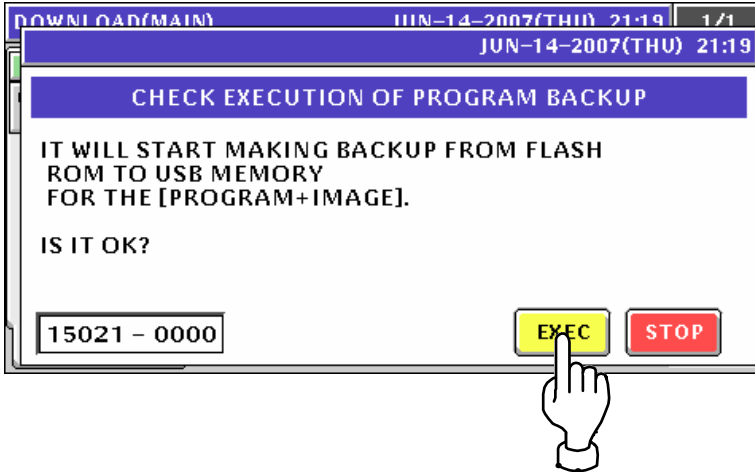 DOWNLOAD(MAIN) JUN-14-2007(THU) 21:19 1/1
JUN-14-2007(THU) 21:19
CHECK EXECUTION OF PROGRAM BACKUP
IT WILL START MAKING BACKUP FROM FLASH
ROM TO USB MEMORY
FOR THE [PROGRAM+IMAGE].
IS IT OK?
15021 - 0000 EXEC STOP